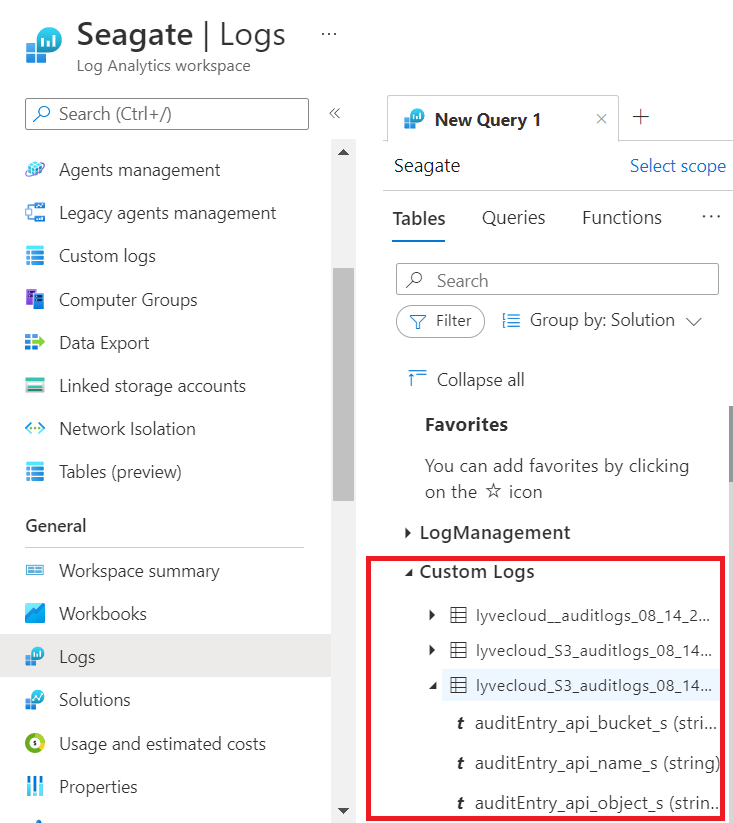 Seagate | Logs ...
Log Analytics workspace
Search (Ctrl+/)
«
Agents management
Legacy agents management
Custom logs
Computer Groups
Data Export
Linked storage accounts
Network Isolation
Tables (preview)
General
Workspace summary
Workbooks
Logs
Solutions
Usage and estimated costs
Properties
New Query 1 × +
Seagate Select scope
Tables Queries Functions ...
Search
Filter Group by: Solution
Collapse all
Favorites
You can add favorites by clicking
on the ☆ icon
LogManagement
Custom Logs
lyvecloud__auditlogs_08_14_2...
lyvecloud_S3_auditlogs_08_14...
lyvecloud_S3_auditlogs_08_14...
t auditEntry_api_bucket_s (stri...
t auditEntry_api_name_s (string)
t auditEntry_api_object_s (strin...